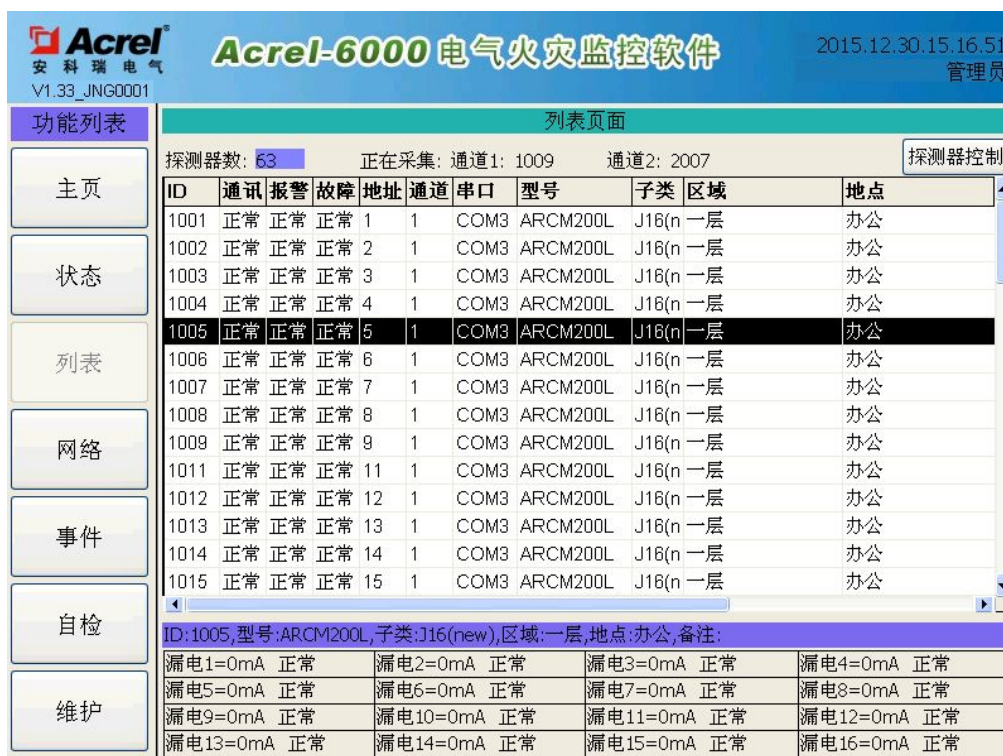 Acrel®
安科瑞电气
V1.33_JNG0001
Acrel-6000电气火灾监控软件
2015.12.30.15.16.51
管理员
功能列表
主页
状态
列表
网络
事件
自检
维护
列表页面
探测器数: 63 正在采集: 通道1: 1009 通道2: 2007 探测器控制
ID 通讯 报警 故障 地址 通道 串口 型号 子类 区域 地点
1001 正常 正常 正常 1 1 COM3 ARCM200L J16(n 一层 办公
1002 正常 正常 正常 2 1 COM3 ARCM200L J16(n 一层 办公
1003 正常 正常 正常 3 1 COM3 ARCM200L J16(n 一层 办公
1004 正常 正常 正常 4 1 COM3 ARCM200L J16(n 一层 办公
1005 正常 正常 正常 5 1 COM3 ARCM200L J16(n 一层 办公
1006 正常 正常 正常 6 1 COM3 ARCM200L J16(n 一层 办公
1007 正常 正常 正常 7 1 COM3 ARCM200L J16(n 一层 办公
1008 正常 正常 正常 8 1 COM3 ARCM200L J16(n 一层 办公
1009 正常 正常 正常 9 1 COM3 ARCM200L J16(n 一层 办公
1011 正常 正常 正常 11 1 COM3 ARCM200L J16(n 一层 办公
1012 正常 正常 正常 12 1 COM3 ARCM200L J16(n 一层 办公
1013 正常 正常 正常 13 1 COM3 ARCM200L J16(n 一层 办公
1014 正常 正常 正常 14 1 COM3 ARCM200L J16(n 一层 办公
1015 正常 正常 正常 15 1 COM3 ARCM200L J16(n 一层 办公
ID:1005,型号:ARCM200L,子类:J16(new),区域:一层,地点:办公,备注:
漏电1=0mA 正常 漏电2=0mA 正常 漏电3=0mA 正常 漏电4=0mA 正常
漏电5=0mA 正常 漏电6=0mA 正常 漏电7=0mA 正常 漏电8=0mA 正常
漏电9=0mA 正常 漏电10=0mA 正常 漏电11=0mA 正常 漏电12=0mA 正常
漏电13=0mA 正常 漏电14=0mA 正常 漏电15=0mA 正常 漏电16=0mA 正常